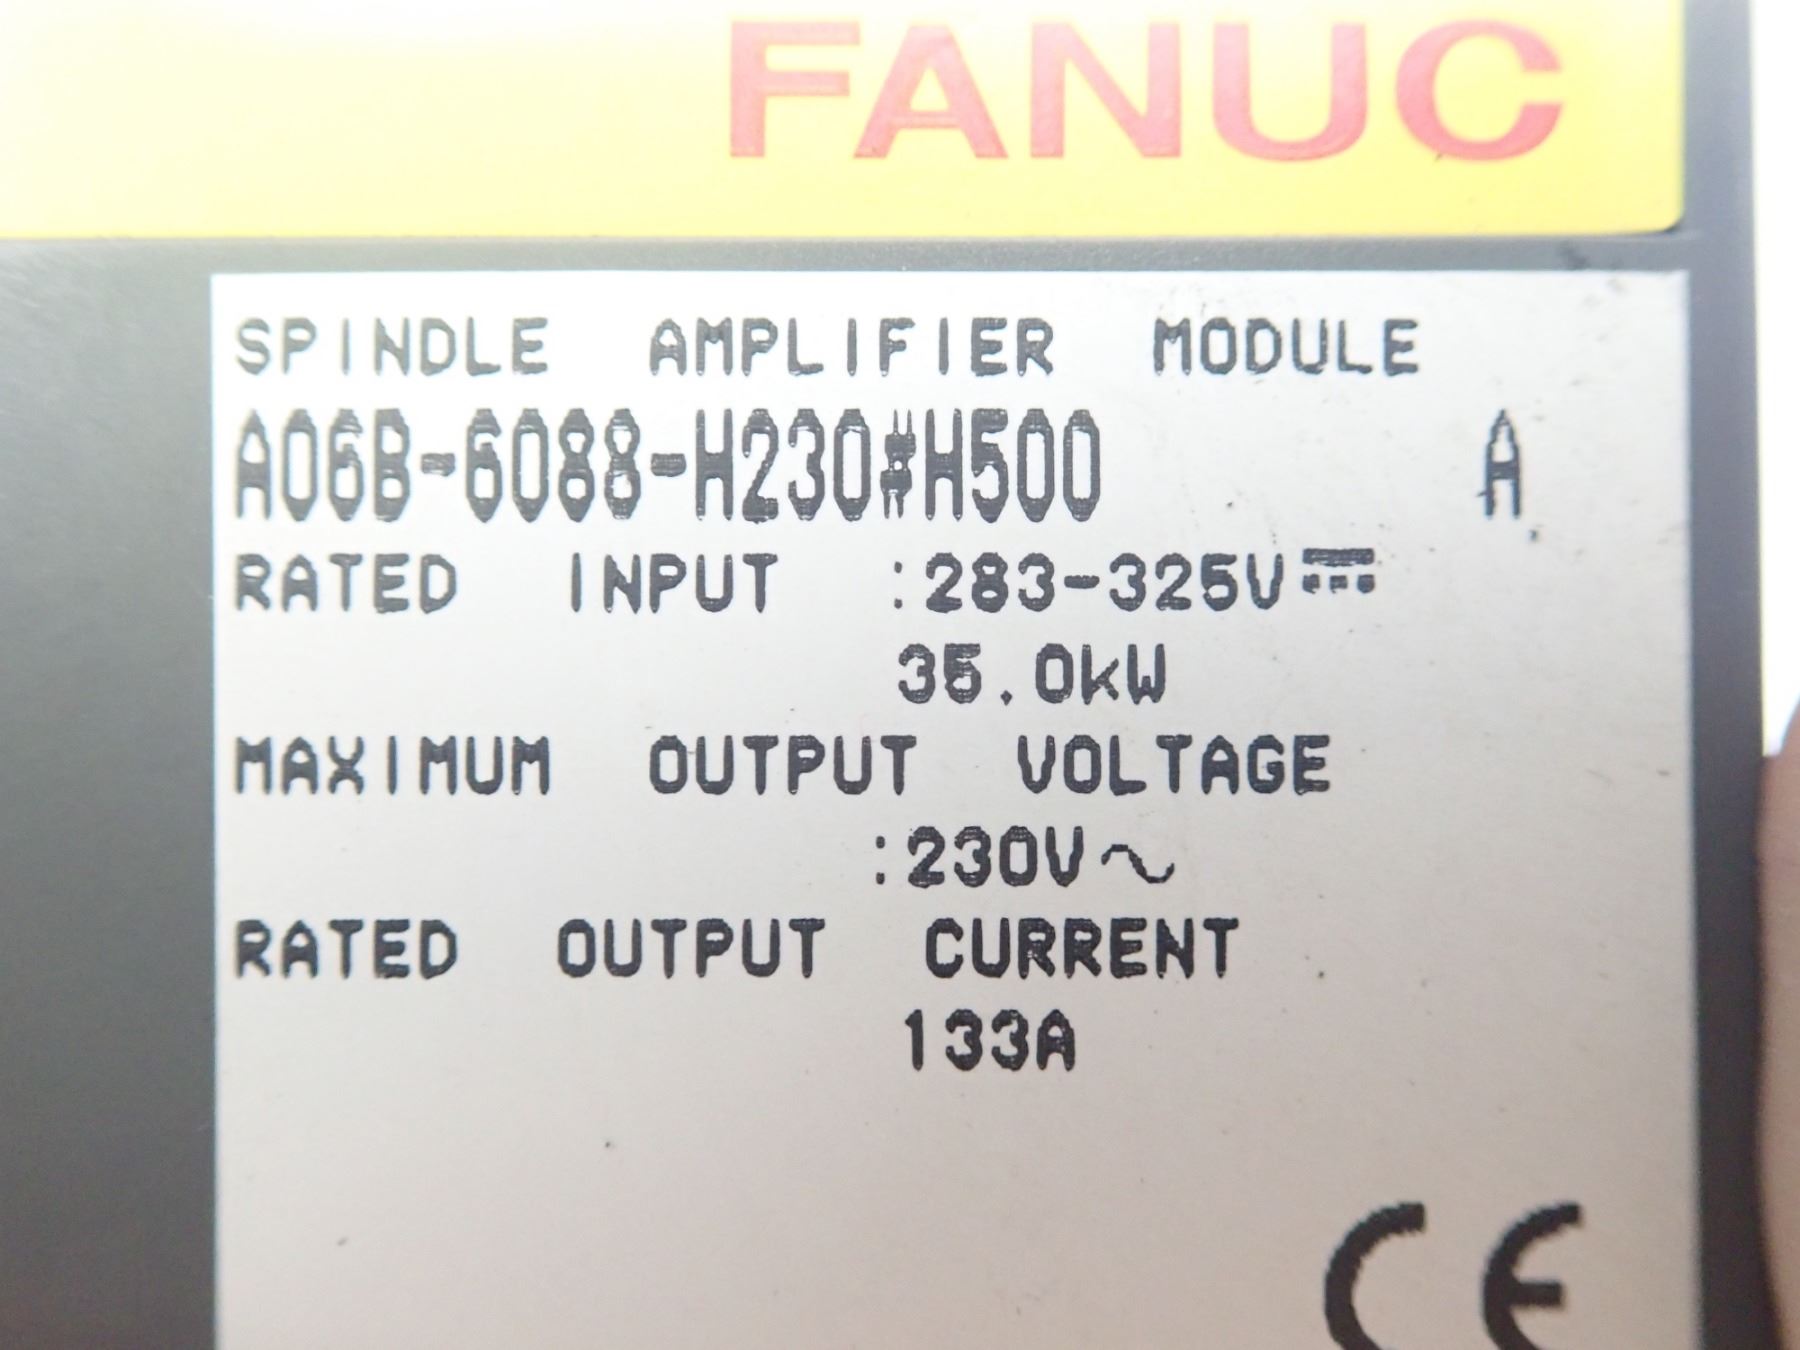 FANUC
SPINDLE AMPLIFIER MODULE
A06B-6088-H230#H500 A
RATED INPUT :283-325V⎓
35.0kW
MAXIMUM OUTPUT VOLTAGE
:230V~
RATED OUTPUT CURRENT
133A
CE